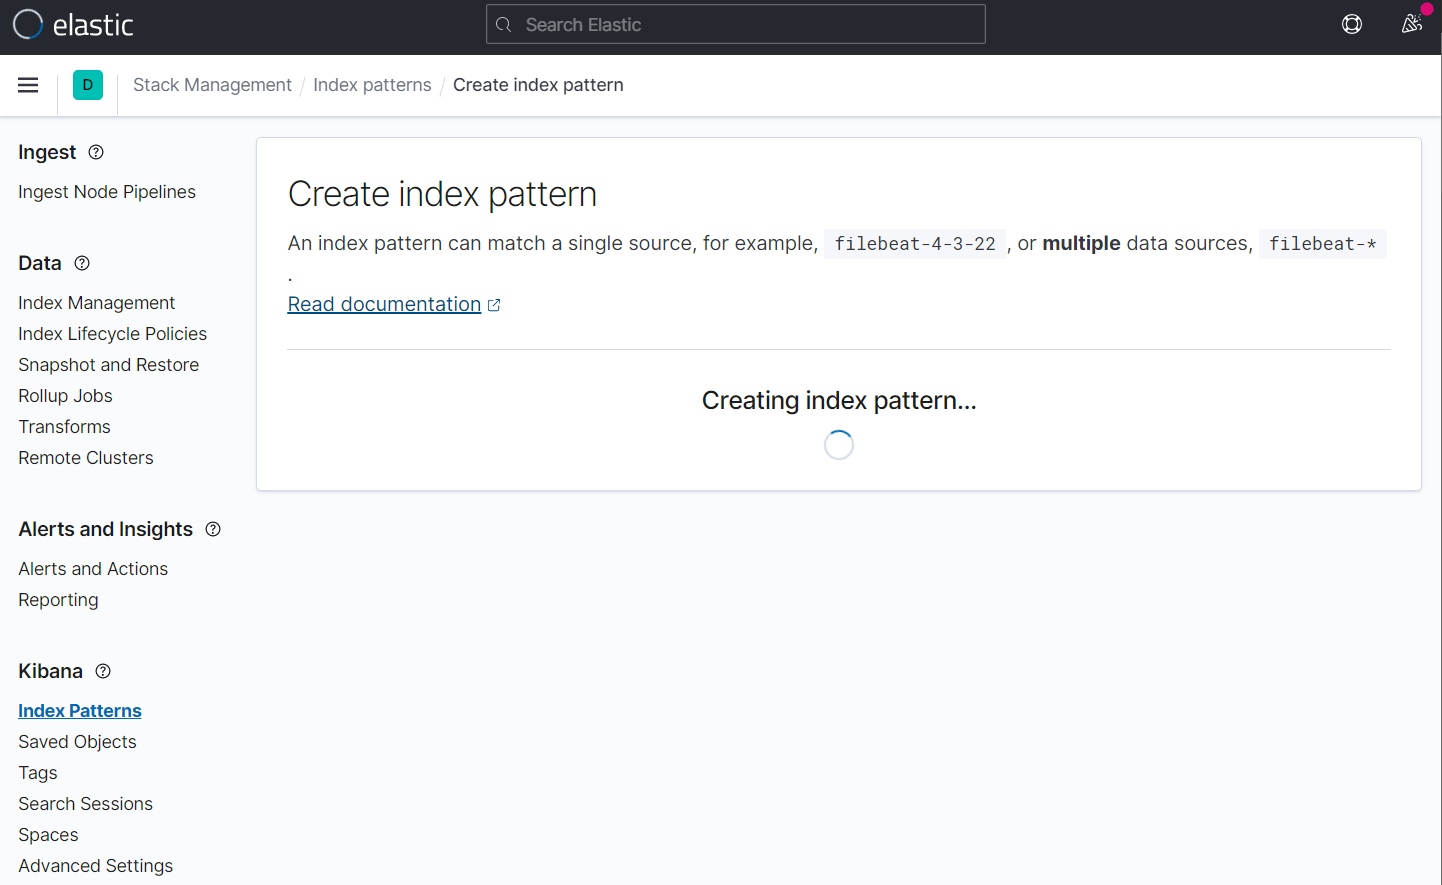 elastic
Search Elastic
D
Stack Management / Index patterns / Create index pattern
Ingest
Ingest Node Pipelines
Data
Index Management
Index Lifecycle Policies
Snapshot and Restore
Rollup Jobs
Transforms
Remote Clusters
Alerts and Insights
Alerts and Actions
Reporting
Kibana
Index Patterns
Saved Objects
Tags
Search Sessions
Spaces
Advanced Settings
Create index pattern
An index pattern can match a single source, for example, filebeat-4-3-22 , or multiple data sources, filebeat-*
.
Read documentation
Creating index pattern...